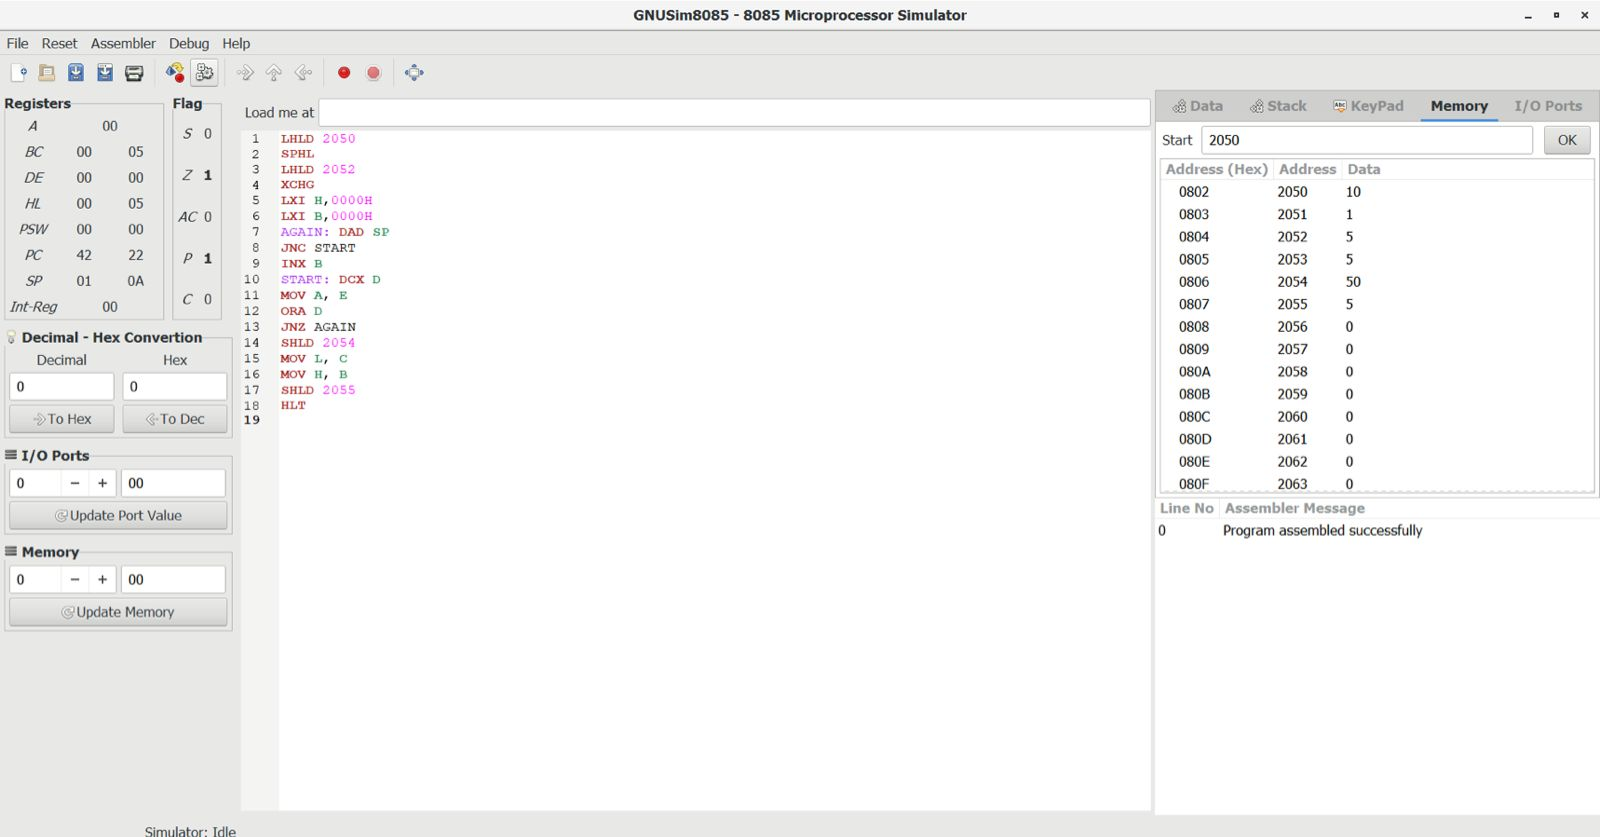 GNUSim8085 - 8085 Microprocessor Simulator
File Reset Assembler Debug Help
Registers
A 00
BC 00 05
DE 00 00
HL 00 05
PSW 00 00
PC 42 22
SP 01 0A
Int-Reg 00
Flag
S 0
Z 1
AC 0
P 1
C 0
Decimal - Hex Convertion
Decimal Hex
0 0
To Hex To Dec
I/O Ports
0 − + 00
Update Port Value
Memory
0 − + 00
Update Memory
Load me at
1 LHLD 2050
2 SPHL
3 LHLD 2052
4 XCHG
5 LXI H,0000H
6 LXI B,0000H
7 AGAIN: DAD SP
8 JNC START
9 INX B
10 START: DCX D
11 MOV A, E
12 ORA D
13 JNZ AGAIN
14 SHLD 2054
15 MOV L, C
16 MOV H, B
17 SHLD 2055
18 HLT
19
Data Stack KeyPad Memory I/O Ports
Start 2050 OK
Address (Hex) Address Data
0802 2050 10
0803 2051 1
0804 2052 5
0805 2053 5
0806 2054 50
0807 2055 5
0808 2056 0
0809 2057 0
080A 2058 0
080B 2059 0
080C 2060 0
080D 2061 0
080E 2062 0
080F 2063 0
Line No Assembler Message
0 Program assembled successfully
Simulator: Idle